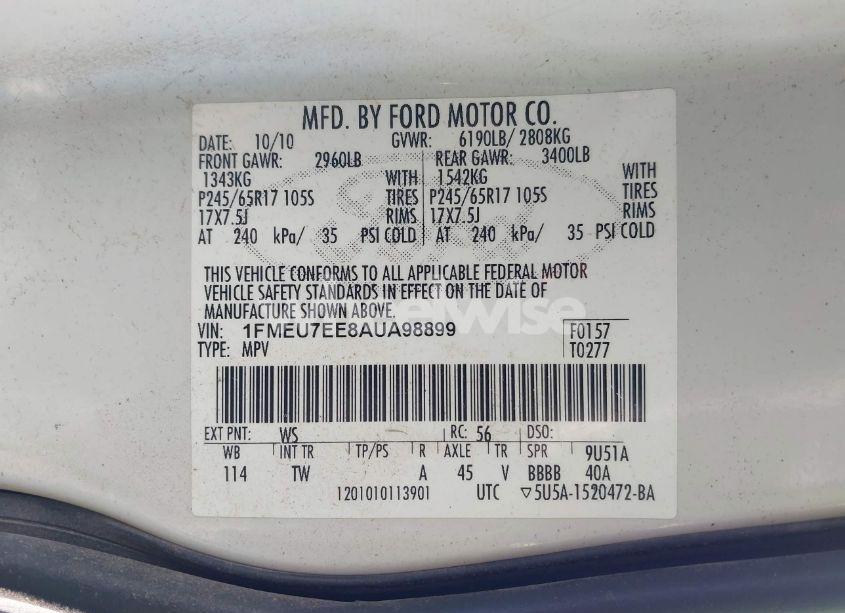 MFD. BY FORD MOTOR CO.
DATE: 10/10 GVWR: 6190LB/ 2808KG
FRONT GAWR: 2960LB REAR GAWR: 3400LB
1343KG WITH 1542KG WITH
P245/65R17 105S TIRES P245/65R17 105S TIRES
17X7.5J RIMS 17X7.5J RIMS
AT 240 kPa/ 35 PSI COLD AT 240 kPa/ 35 PSI COLD
THIS VEHICLE CONFORMS TO ALL APPLICABLE FEDERAL MOTOR
VEHICLE SAFETY STANDARDS IN EFFECT ON THE DATE OF
MANUFACTURE SHOWN ABOVE.
VIN: 1FMEU7EE8AUA98899 F0157
TYPE: MPV T0277
EXT PNT: WS RC: 56 DSO:
WB INT TR TP/PS R AXLE TR SPR 9U51A
114 TW A 45 V BBBB 40A
1201010113901 UTC ▽5U5A-1520472-BA